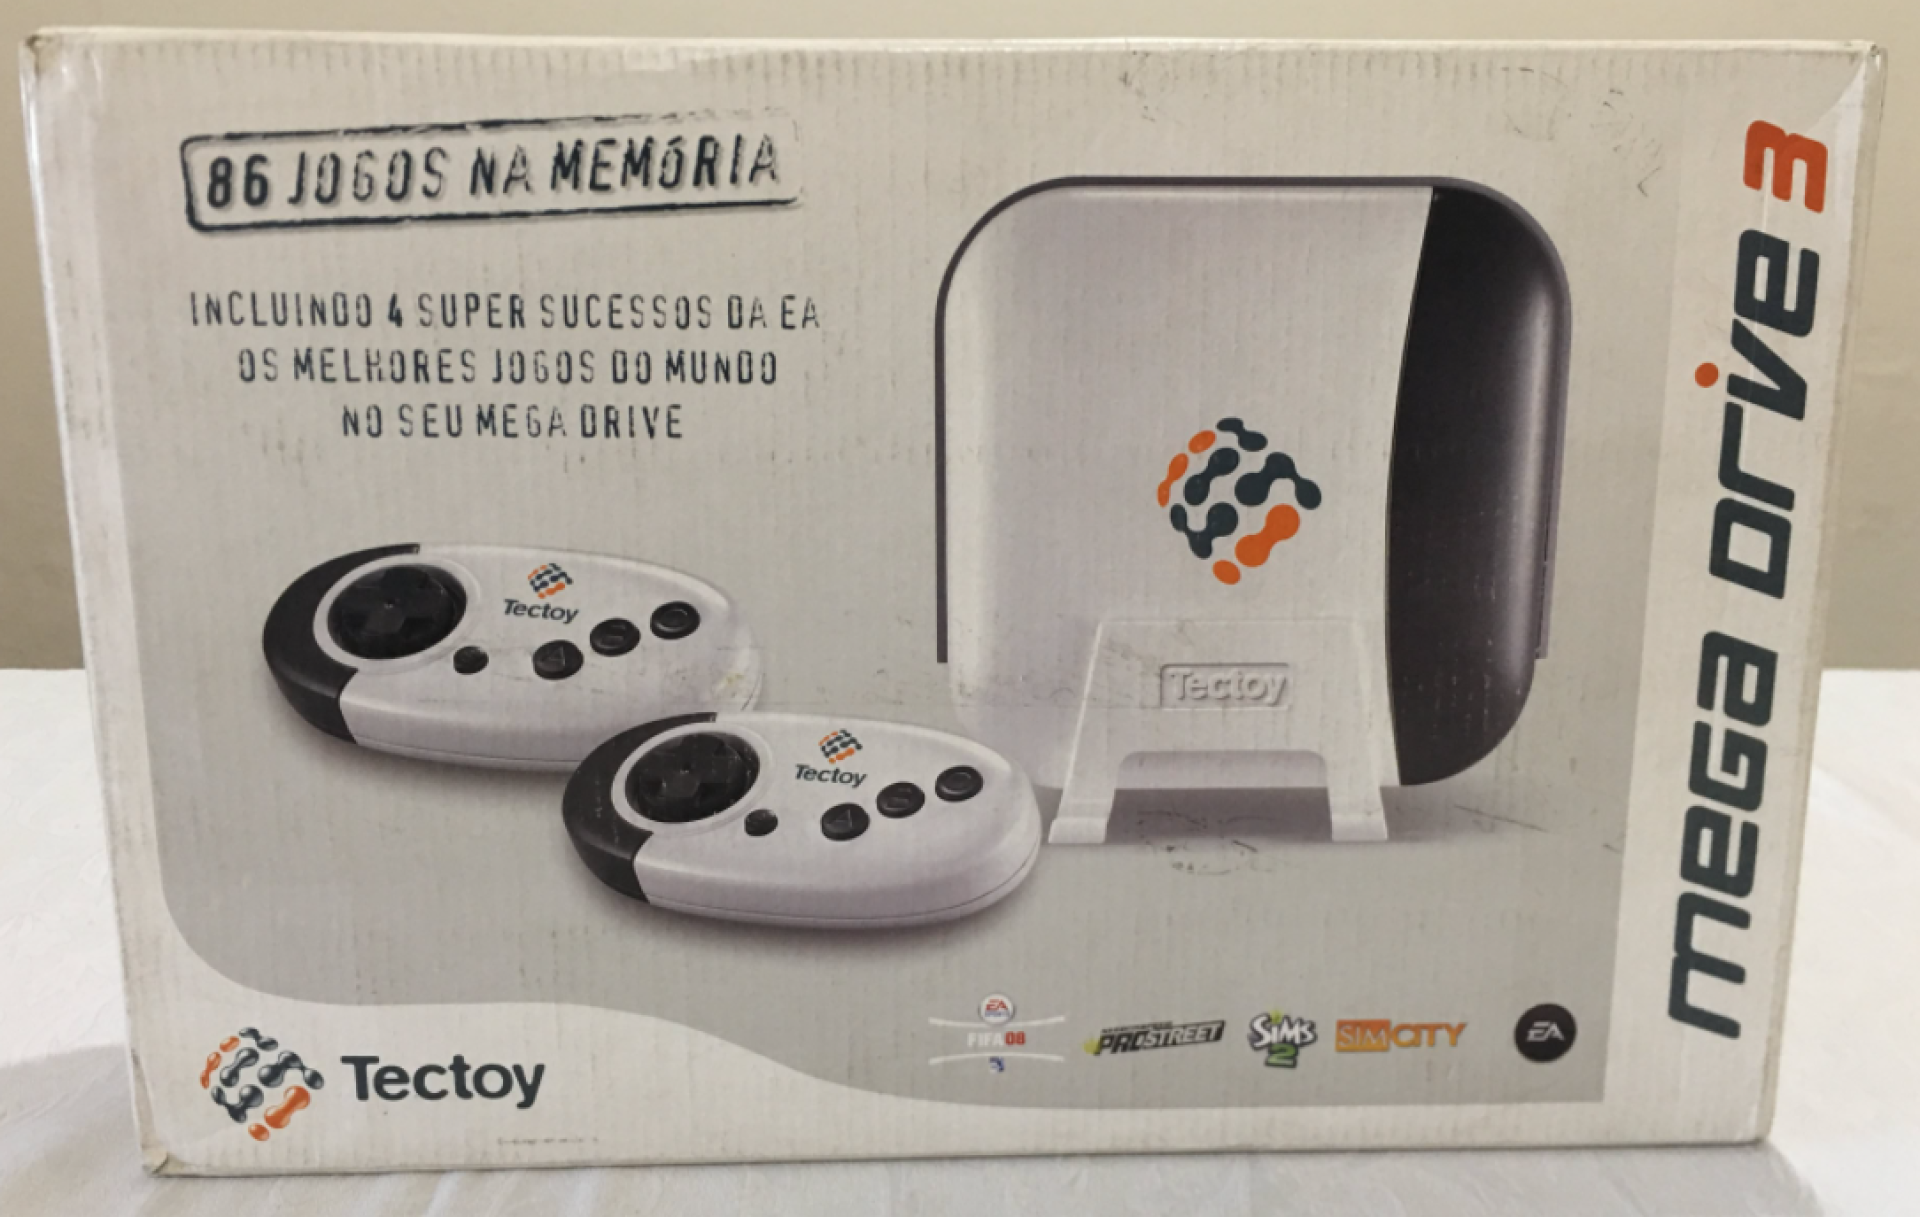 86 JOGOS NA MEMÓRIA
INCLUINDO 4 SUPER SUCESSOS DA EA
OS MELHORES JOGOS DO MUNDO
NO SEU MEGA DRIVE
mega drive 3
Tectoy
Tectoy
Tectoy
Tectoy
EA
FIFA 08
PROSTREET
SIMS
2
SIMCITY
EA